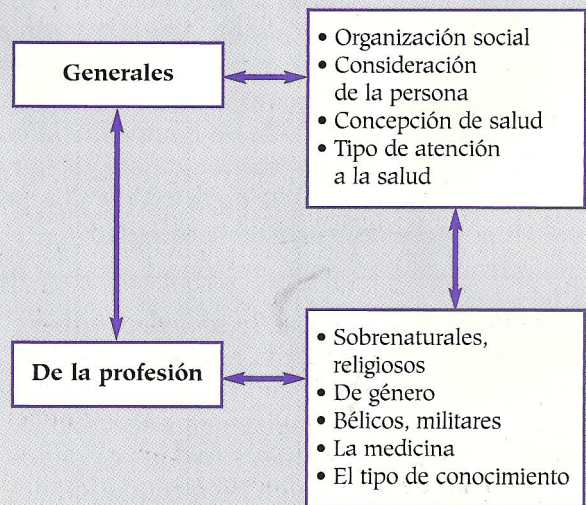 Generales
• Organización social
• Consideración
de la persona
• Concepción de salud
• Tipo de atención
a la salud
De la profesión
• Sobrenaturales,
religiosos
• De género
• Bélicos, militares
• La medicina
• El tipo de conocimiento